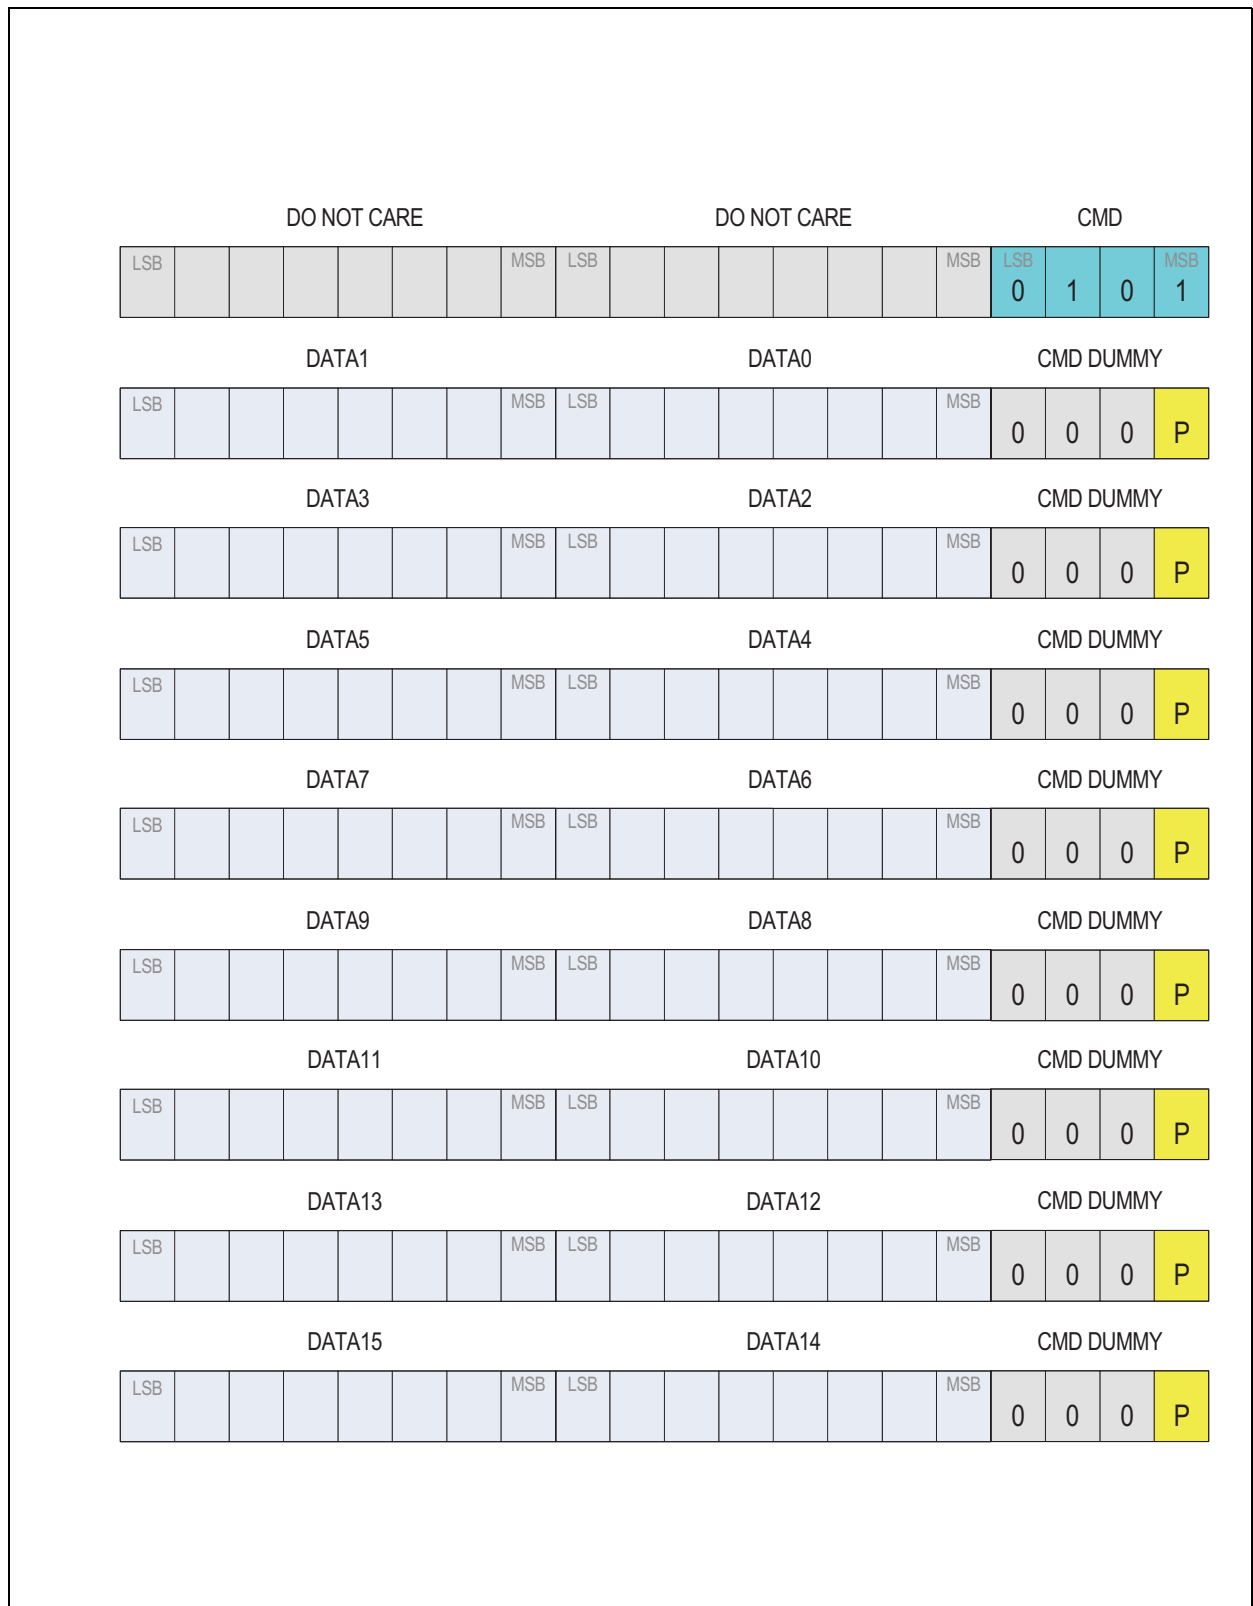 DO NOT CARE DO NOT CARE CMD
LSB MSB LSB MSB LSB MSB
0 1 0 1
DATA1 DATA0 CMD DUMMY
LSB MSB LSB MSB
0 0 0 P
DATA3 DATA2 CMD DUMMY
LSB MSB LSB MSB
0 0 0 P
DATA5 DATA4 CMD DUMMY
LSB MSB LSB MSB
0 0 0 P
DATA7 DATA6 CMD DUMMY
LSB MSB LSB MSB
0 0 0 P
DATA9 DATA8 CMD DUMMY
LSB MSB LSB MSB
0 0 0 P
DATA11 DATA10 CMD DUMMY
LSB MSB LSB MSB
0 0 0 P
DATA13 DATA12 CMD DUMMY
LSB MSB LSB MSB
0 0 0 P
DATA15 DATA14 CMD DUMMY
LSB MSB LSB MSB
0 0 0 P